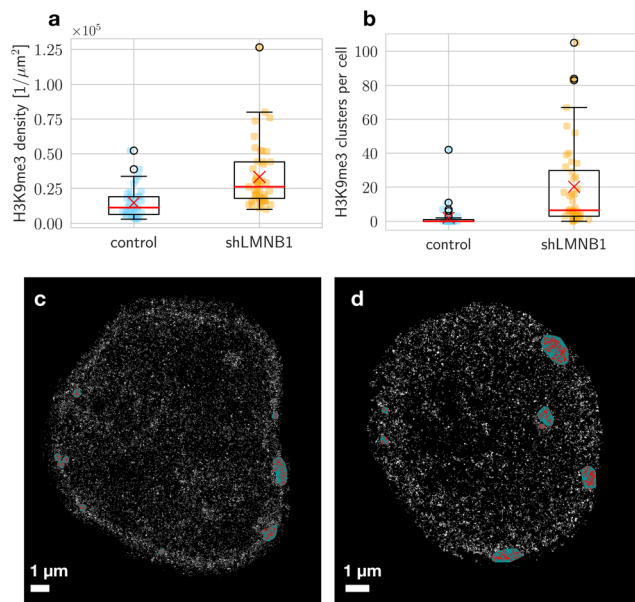 a
×10⁵
H3K9me3 density [1/μm²]
1.25
1.00
0.75
0.50
0.25
0.00
control
shLMNB1
b
H3K9me3 clusters per cell
100
80
60
40
20
0
control
shLMNB1
c
1 µm
d
1 µm